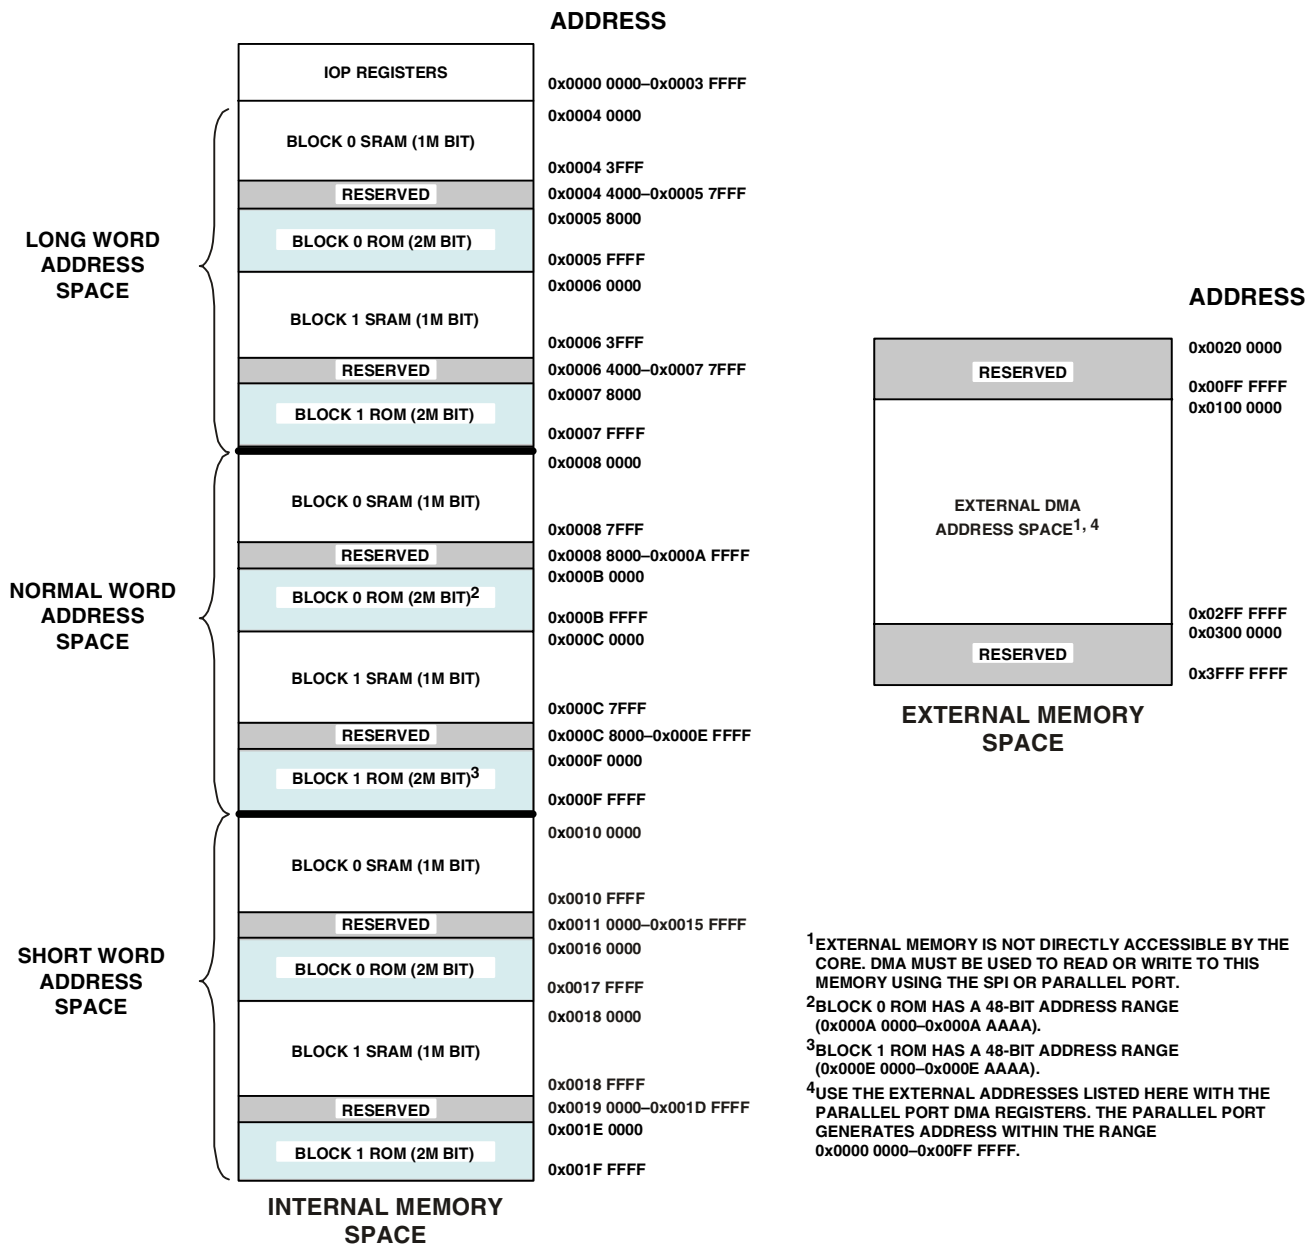 ADDRESS
IOP REGISTERS
0x0000 0000–0x0003 FFFF
0x0004 0000
BLOCK 0 SRAM (1M BIT)
0x0004 3FFF
RESERVED
0x0004 4000–0x0005 7FFF
0x0005 8000
BLOCK 0 ROM (2M BIT)
0x0005 FFFF
0x0006 0000
BLOCK 1 SRAM (1M BIT)
0x0006 3FFF
RESERVED
0x0006 4000–0x0007 7FFF
0x0007 8000
BLOCK 1 ROM (2M BIT)
0x0007 FFFF
LONG WORD
ADDRESS
SPACE
0x0008 0000
BLOCK 0 SRAM (1M BIT)
0x0008 7FFF
RESERVED
0x0008 8000–0x000A FFFF
0x000B 0000
BLOCK 0 ROM (2M BIT)2
0x000B FFFF
0x000C 0000
BLOCK 1 SRAM (1M BIT)
0x000C 7FFF
RESERVED
0x000C 8000–0x000E FFFF
0x000F 0000
BLOCK 1 ROM (2M BIT)3
0x000F FFFF
NORMAL WORD
ADDRESS
SPACE
0x0010 0000
BLOCK 0 SRAM (1M BIT)
0x0010 FFFF
RESERVED
0x0011 0000–0x0015 FFFF
0x0016 0000
BLOCK 0 ROM (2M BIT)
0x0017 FFFF
0x0018 0000
BLOCK 1 SRAM (1M BIT)
0x0018 FFFF
RESERVED
0x0019 0000–0x001D FFFF
0x001E 0000
BLOCK 1 ROM (2M BIT)
0x001F FFFF
SHORT WORD
ADDRESS
SPACE
INTERNAL MEMORY
SPACE
ADDRESS
0x0020 0000
RESERVED
0x00FF FFFF
0x0100 0000
EXTERNAL DMA
ADDRESS SPACE1, 4
0x02FF FFFF
0x0300 0000
RESERVED
0x3FFF FFFF
EXTERNAL MEMORY
SPACE
1EXTERNAL MEMORY IS NOT DIRECTLY ACCESSIBLE BY THE
CORE. DMA MUST BE USED TO READ OR WRITE TO THIS
MEMORY USING THE SPI OR PARALLEL PORT.
2BLOCK 0 ROM HAS A 48-BIT ADDRESS RANGE
(0x000A 0000–0x000A AAAA).
3BLOCK 1 ROM HAS A 48-BIT ADDRESS RANGE
(0x000E 0000–0x000E AAAA).
4USE THE EXTERNAL ADDRESSES LISTED HERE WITH THE
PARALLEL PORT DMA REGISTERS. THE PARALLEL PORT
GENERATES ADDRESS WITHIN THE RANGE
0x0000 0000–0x00FF FFFF.